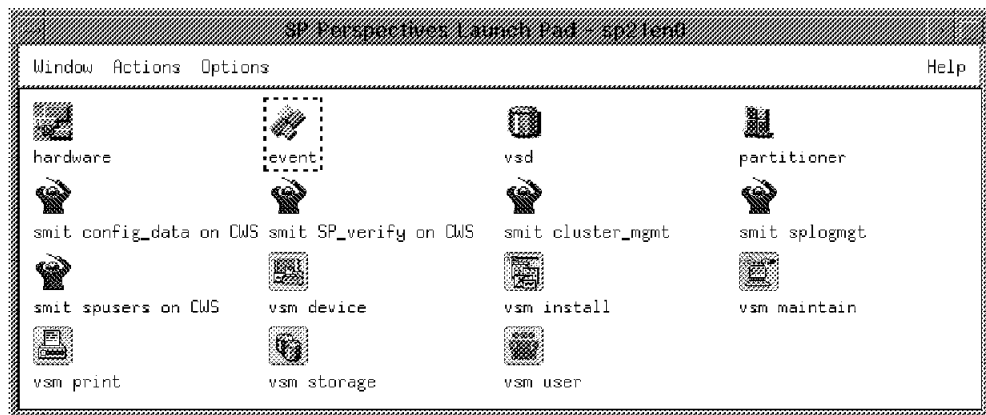 SP Perspectives Launch Pad - sp21en0
Window Actions Options Help
hardware event vsd partitioner
smit config_data on CWS smit SP_verify on CWS smit cluster_mgmt smit splogmgt
smit spusers on CWS vsm device vsm install vsm maintain
vsm print vsm storage vsm user